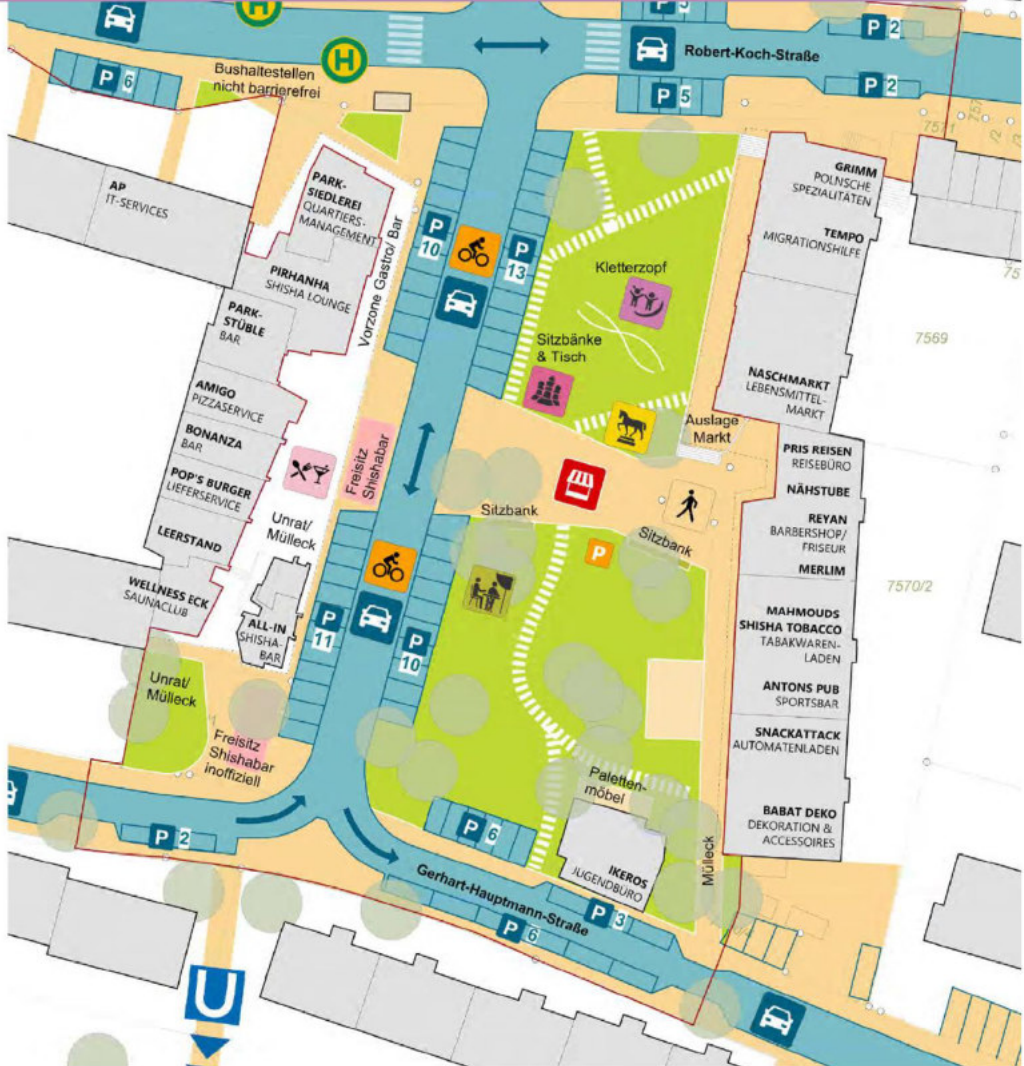 H
H
P 5
P 2
Robert-Koch-Straße
P 6
Bushaltestellen
nicht barrierefrei
P 5
P 2
7571
AP
IT-SERVICES
PARK-
SIEDLEREI
QUARTIERS-
MANAGEMENT
PIRHANHA
SHISHA LOUNGE
PARK-
STÜBLE
BAR
AMIGO
PIZZASERVICE
BONANZA
BAR
POP'S BURGER
LIEFERSERVICE
LEERSTAND
WELLNESS ECK
SAUNACLUB
ALL-IN
SHISHA-
BAR
Vorzone Gastro/ Bar
P
10
P
13
Kletterzopf
Sitzbänke
& Tisch
Auslage
Markt
Freisitz
Shishabar
Sitzbank
Sitzbank
P
Unrat/
Mülleck
P
11
P
10
Unrat/
Mülleck
Freisitz
Shishabar
inoffiziell
GRIMM
POLNSCHE
SPEZIALITÄTEN
TEMPO
MIGRATIONSHILFE
NASCHMARKT
LEBENSMITTEL-
MARKT
PRIS REISEN
REISEBÜRO
NÄHSTUBE
REYAN
BARBERSHOP/
FRISEUR
MERLIM
MAHMOUDS
SHISHA TOBACCO
TABAKWAREN-
LADEN
ANTONS PUB
SPORTSBAR
SNACKATTACK
AUTOMATENLADEN
BABAT DEKO
DEKORATION &
ACCESSOIRES
7569
7570/2
Paletten-
möbel
IKEROS
JUGENDBÜRO
Mülleck
P 2
P 6
Gerhart-Hauptmann-Straße
P 3
P 6
U